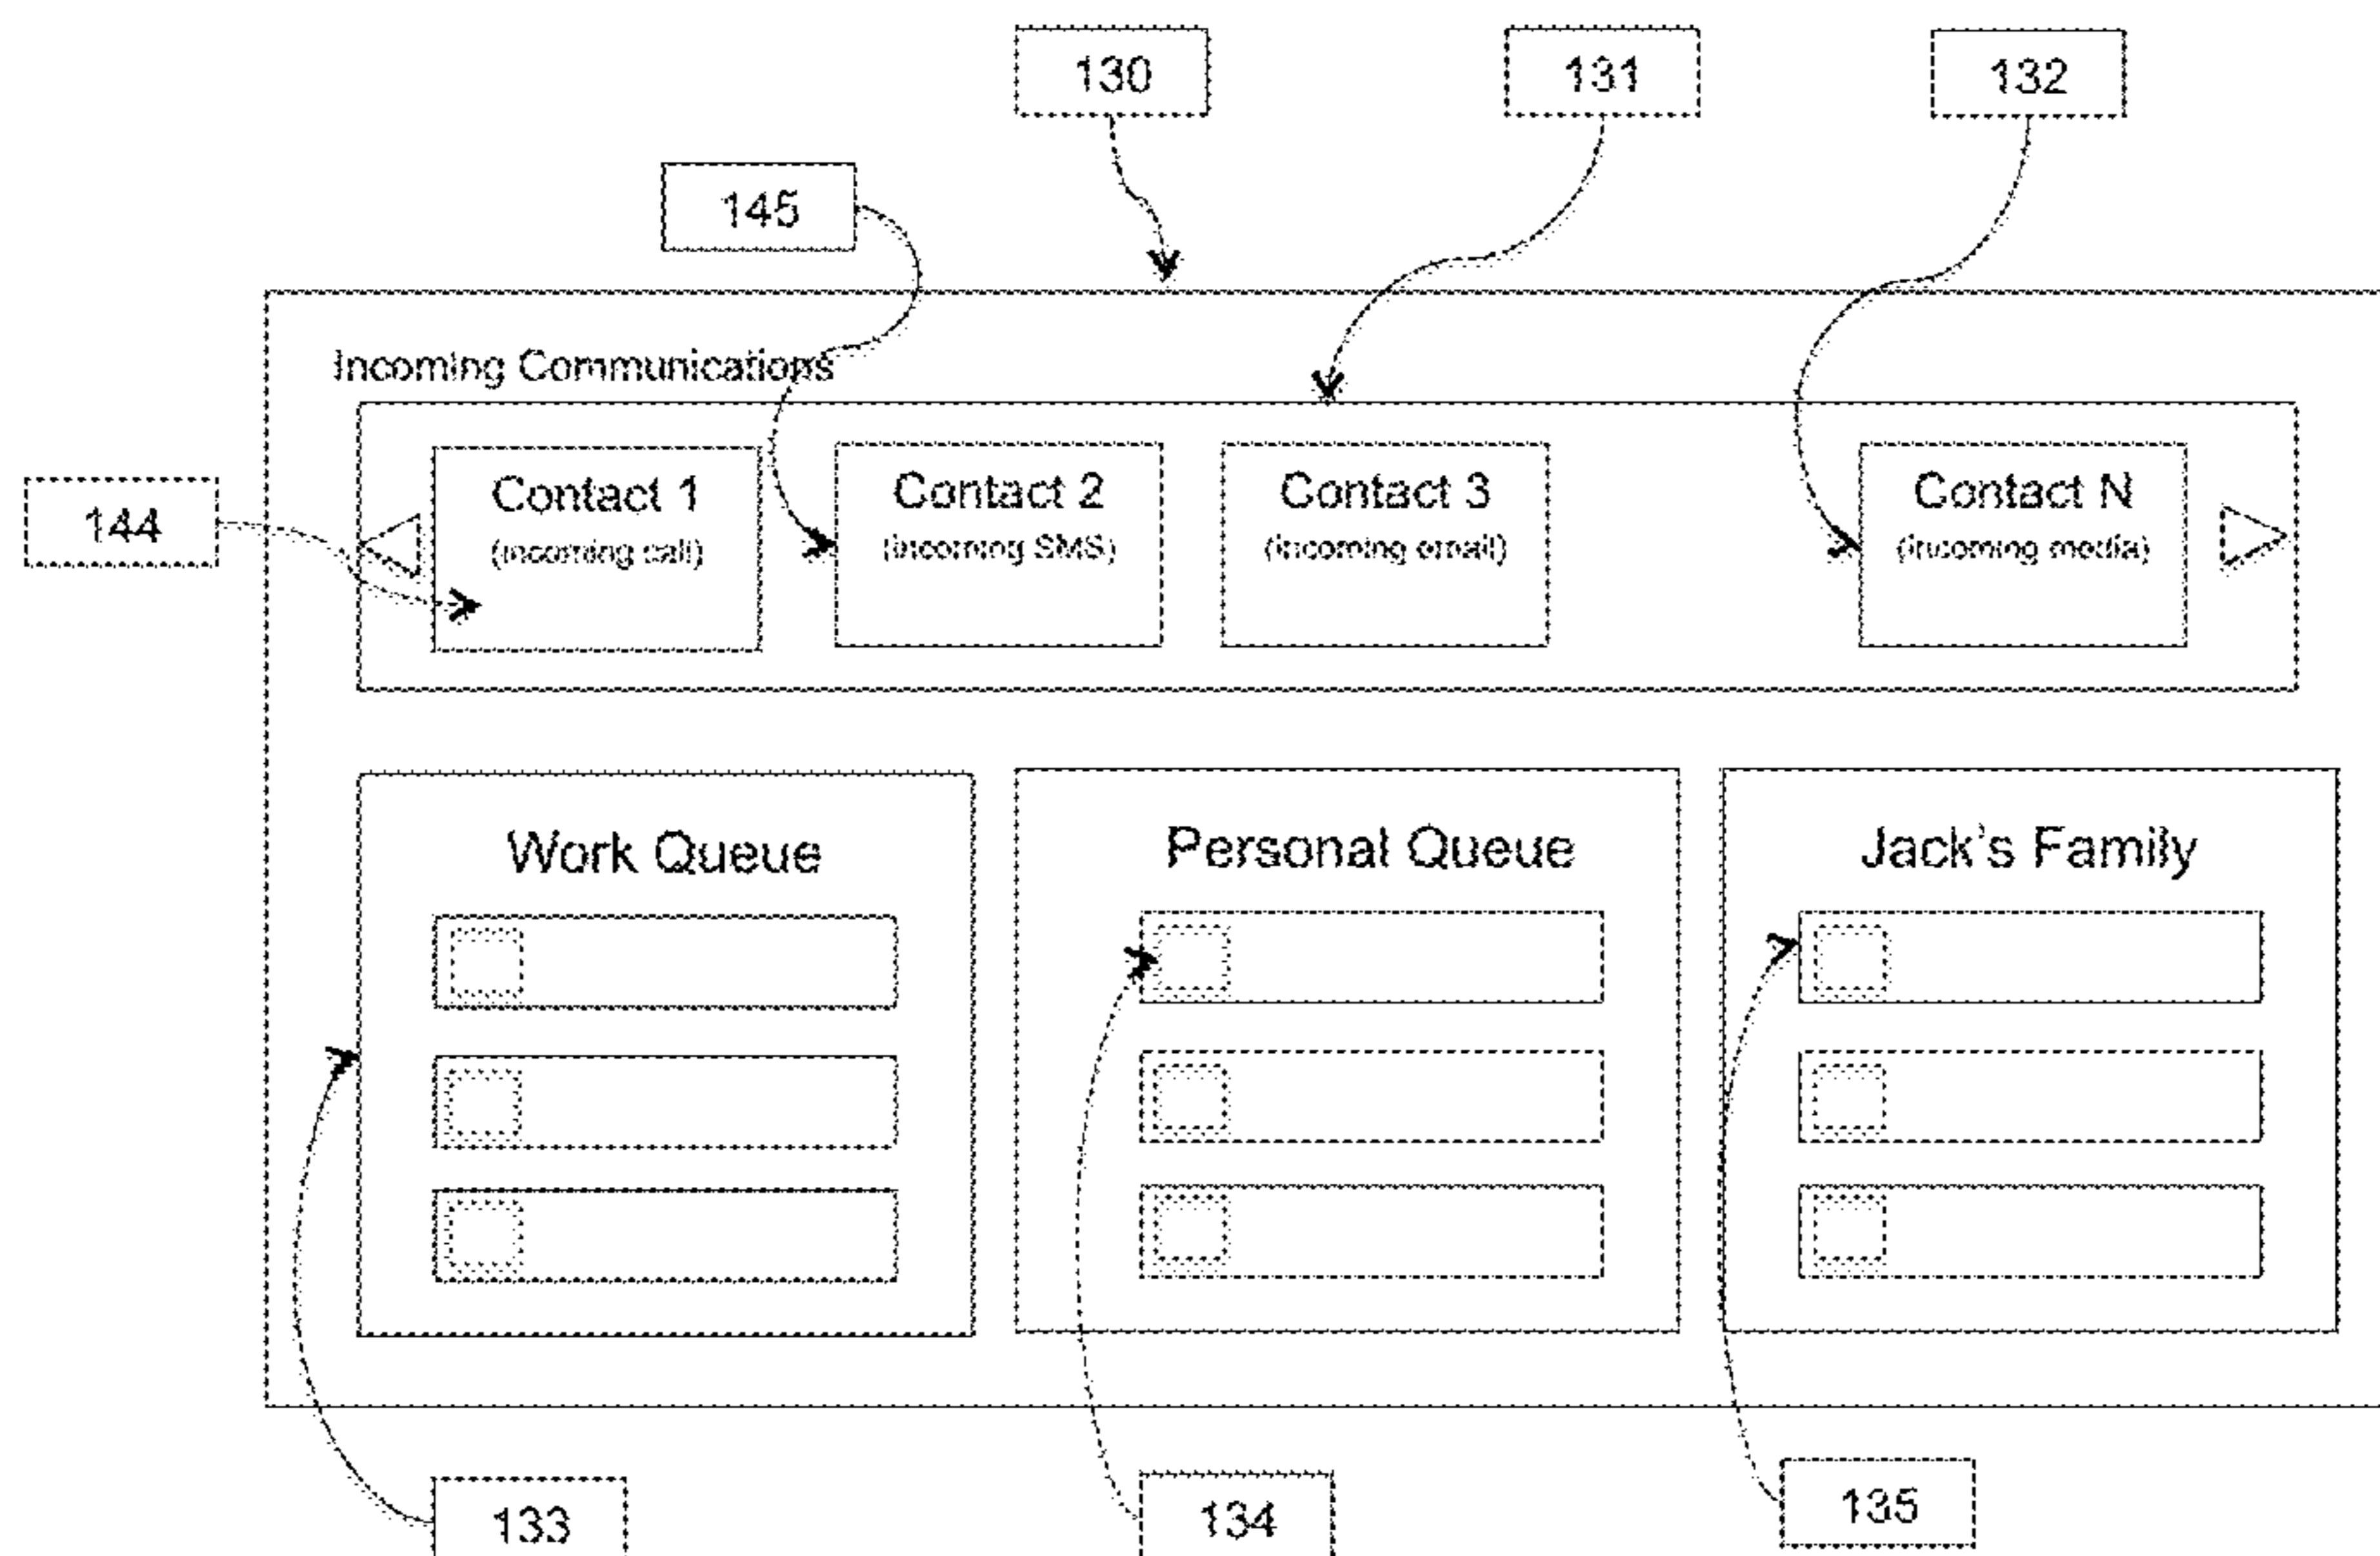 130
131
132
145
Incoming Communications
144
Contact 1
(incoming call)
Contact 2
(incoming SMS)
Contact 3
(incoming email)
Contact N
(incoming media)
Work Queue
Personal Queue
Jack's Family
133
134
135